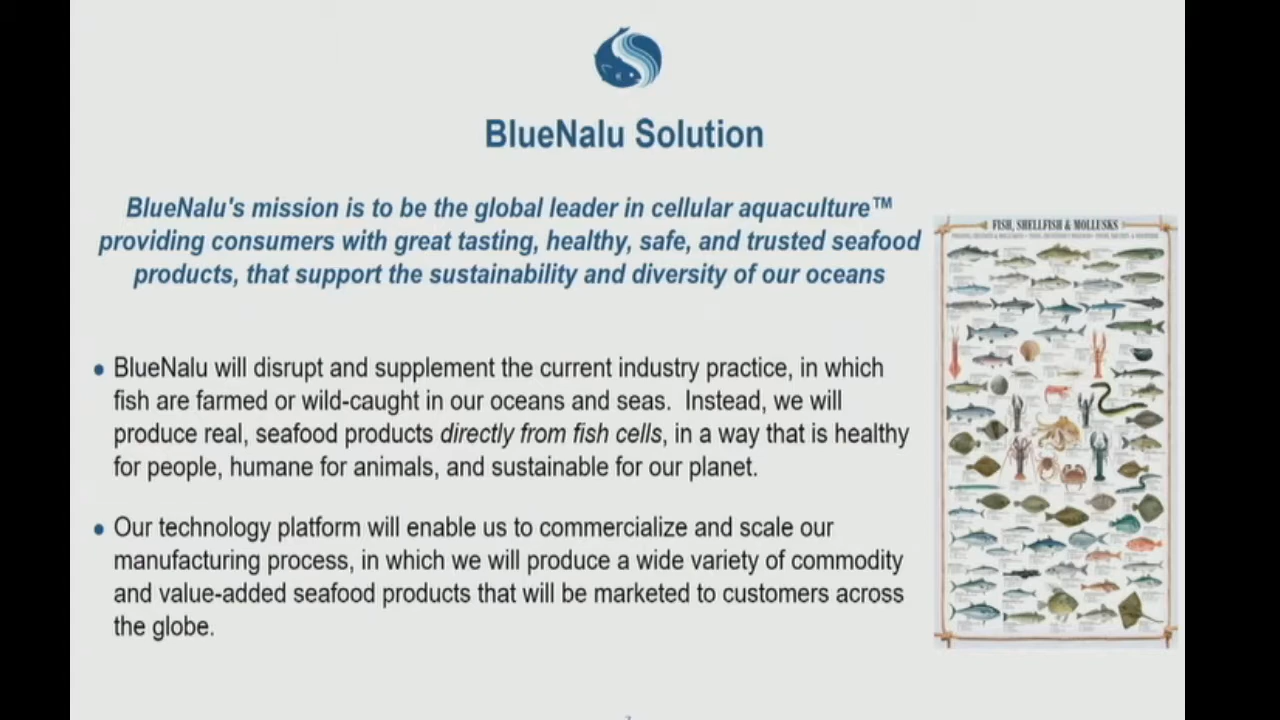 BlueNalu Solution
BlueNalu's mission is to be the global leader in cellular aquaculture™
providing consumers with great tasting, healthy, safe, and trusted seafood
products, that support the sustainability and diversity of our oceans
• BlueNalu will disrupt and supplement the current industry practice, in which
fish are farmed or wild-caught in our oceans and seas. Instead, we will
produce real, seafood products directly from fish cells, in a way that is healthy
for people, humane for animals, and sustainable for our planet.
• Our technology platform will enable us to commercialize and scale our
manufacturing process, in which we will produce a wide variety of commodity
and value-added seafood products that will be marketed to customers across
the globe.
FISH, SHELLFISH & MOLLUSKS